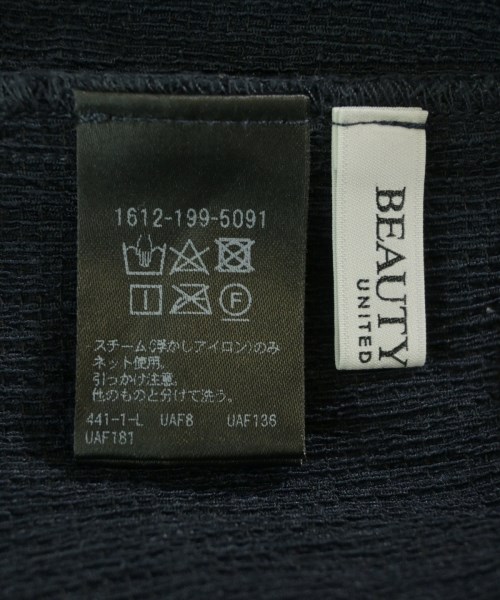 1612-199-5091
F
スチーム(浮かしアイロン)のみ
ネット使用。
引っかけ注意。
他のものと分けて洗う。
441-1-L UAF8 UAF136
UAF181
BEAUTY
UNITED